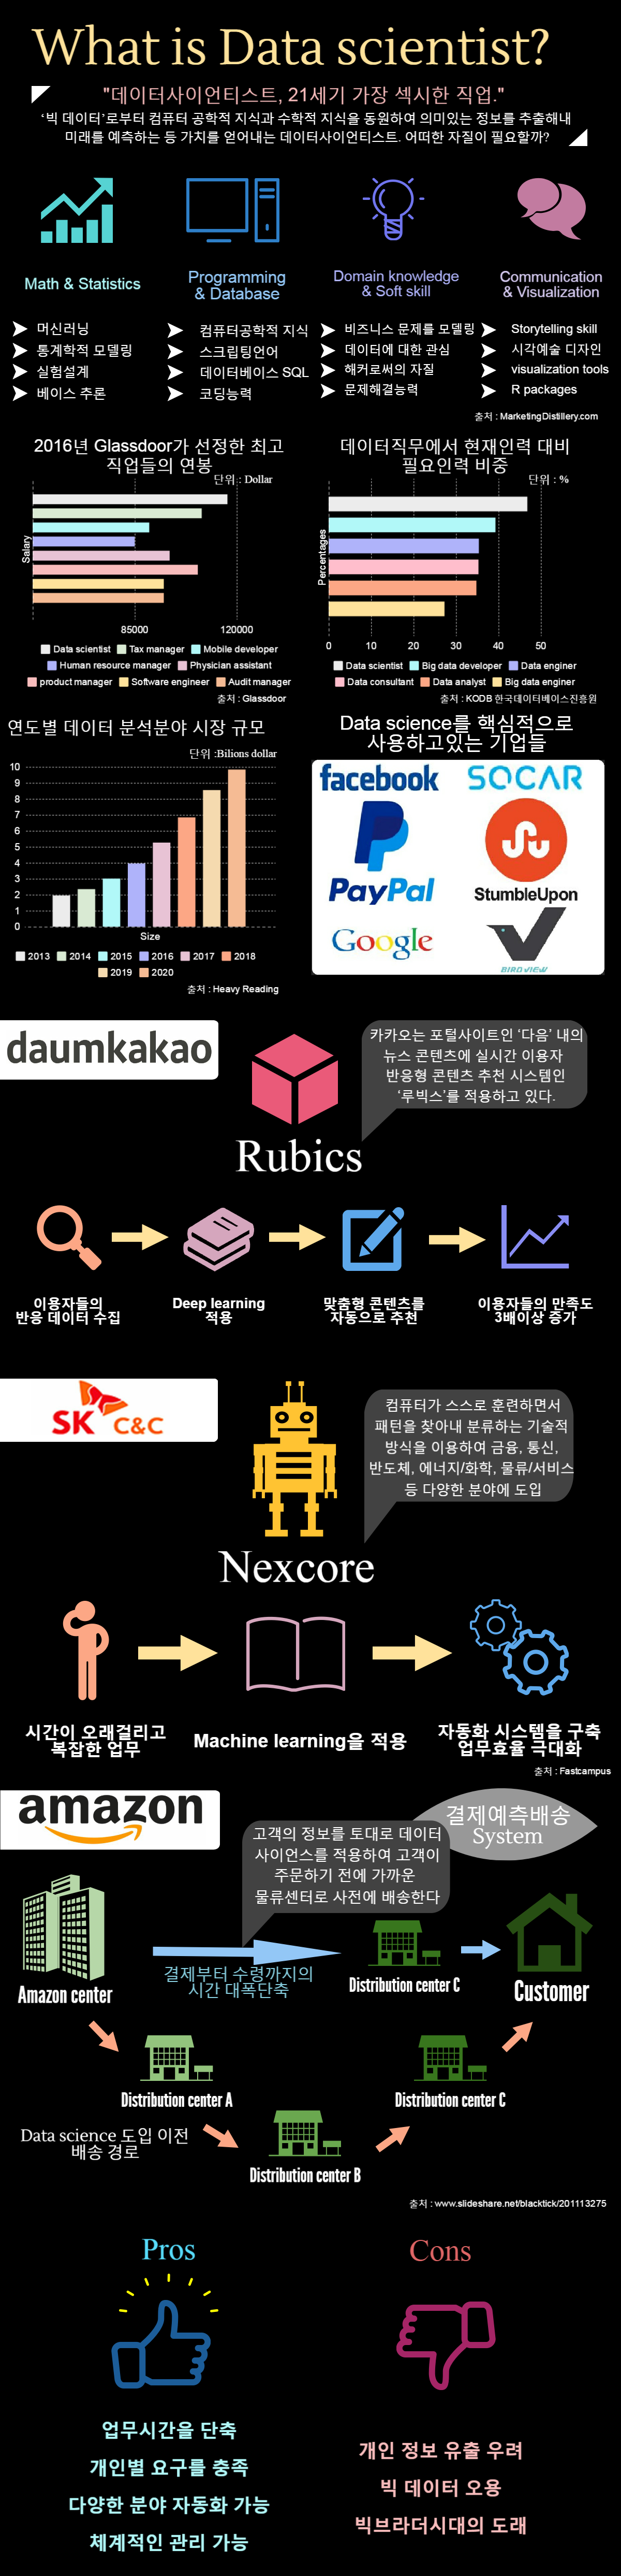 What is Data scientist?
"데이터사이언티스트, 21세기 가장 섹시한 직업."
'빅 데이터'로부터 컴퓨터 공학적 지식과 수학적 지식을 동원하여 의미있는 정보를 추출해내
미래를 예측하는 등 가치를 얻어내는 데이터사이언티스트. 어떠한 자질이 필요할까?
Math & Statistics
머신러닝
통계학적 모델링
실험설계
베이스 추론
Programming
& Database
컴퓨터공학적 지식
스크립팅언어
데이터베이스 SQL
코딩능력
Domain knowledge
& Soft skill
비즈니스 문제를 모델링
데이터에 대한 관심
해커로써의 자질
문제해결능력
Communication
& Visualization
Storytelling skill
시각예술 디자인
visualization tools
R packages
출처 : MarketingDistillery.com
2016년 Glassdoor가 선정한 최고
직업들의 연봉
단위 : Dollar
Salary
85000
120000
Data scientist Tax manager Mobile developer
Human resource manager Physician assistant
product manager Software engineer Audit manager
출처 : Glassdoor
데이터직무에서 현재인력 대비
필요인력 비중
단위 : %
Percentages
0 10 20 30 40 50
Data scientist Big data developer Data enginer
Data consultant Data analyst Big data enginer
출처 : KODB 한국데이터베이스진흥원
연도별 데이터 분석분야 시장 규모
단위 :Bilions dollar
10
9
8
7
6
5
4
3
2
1
0
Size
2013 2014 2015 2016 2017 2018
2019 2020
출처 : Heavy Reading
Data science를 핵심적으로
사용하고있는 기업들
facebook
SOCAR
PayPal
StumbleUpon
Google
BIRD VIEW
daumkakao
카카오는 포털사이트인 '다음' 내의
뉴스 콘텐츠에 실시간 이용자
반응형 콘텐츠 추천 시스템인
'루빅스'를 적용하고 있다.
Rubics
이용자들의
반응 데이터 수집
Deep learning
적용
맞춤형 콘텐츠를
자동으로 추천
이용자들의 만족도
3배이상 증가
SK C&C
컴퓨터가 스스로 훈련하면서
패턴을 찾아내 분류하는 기술적
방식을 이용하여 금융, 통신,
반도체, 에너지/화학, 물류/서비스
등 다양한 분야에 도입
Nexcore
시간이 오래걸리고
복잡한 업무
Machine learning을 적용
자동화 시스템을 구축
업무효율 극대화
출처 : Fastcampus
amazon
결제예측배송
System
고객의 정보를 토대로 데이터
사이언스를 적용하여 고객이
주문하기 전에 가까운
물류센터로 사전에 배송한다
Amazon center
결제부터 수령까지의
시간 대폭단축
Distribution center C
Customer
Distribution center A
Distribution center C
Data science 도입 이전
배송 경로
Distribution center B
출처 : www.slideshare.net/blacktick/201113275
Pros
업무시간을 단축
개인별 요구를 충족
다양한 분야 자동화 가능
체계적인 관리 가능
Cons
개인 정보 유출 우려
빅 데이터 오용
빅브라더시대의 도래